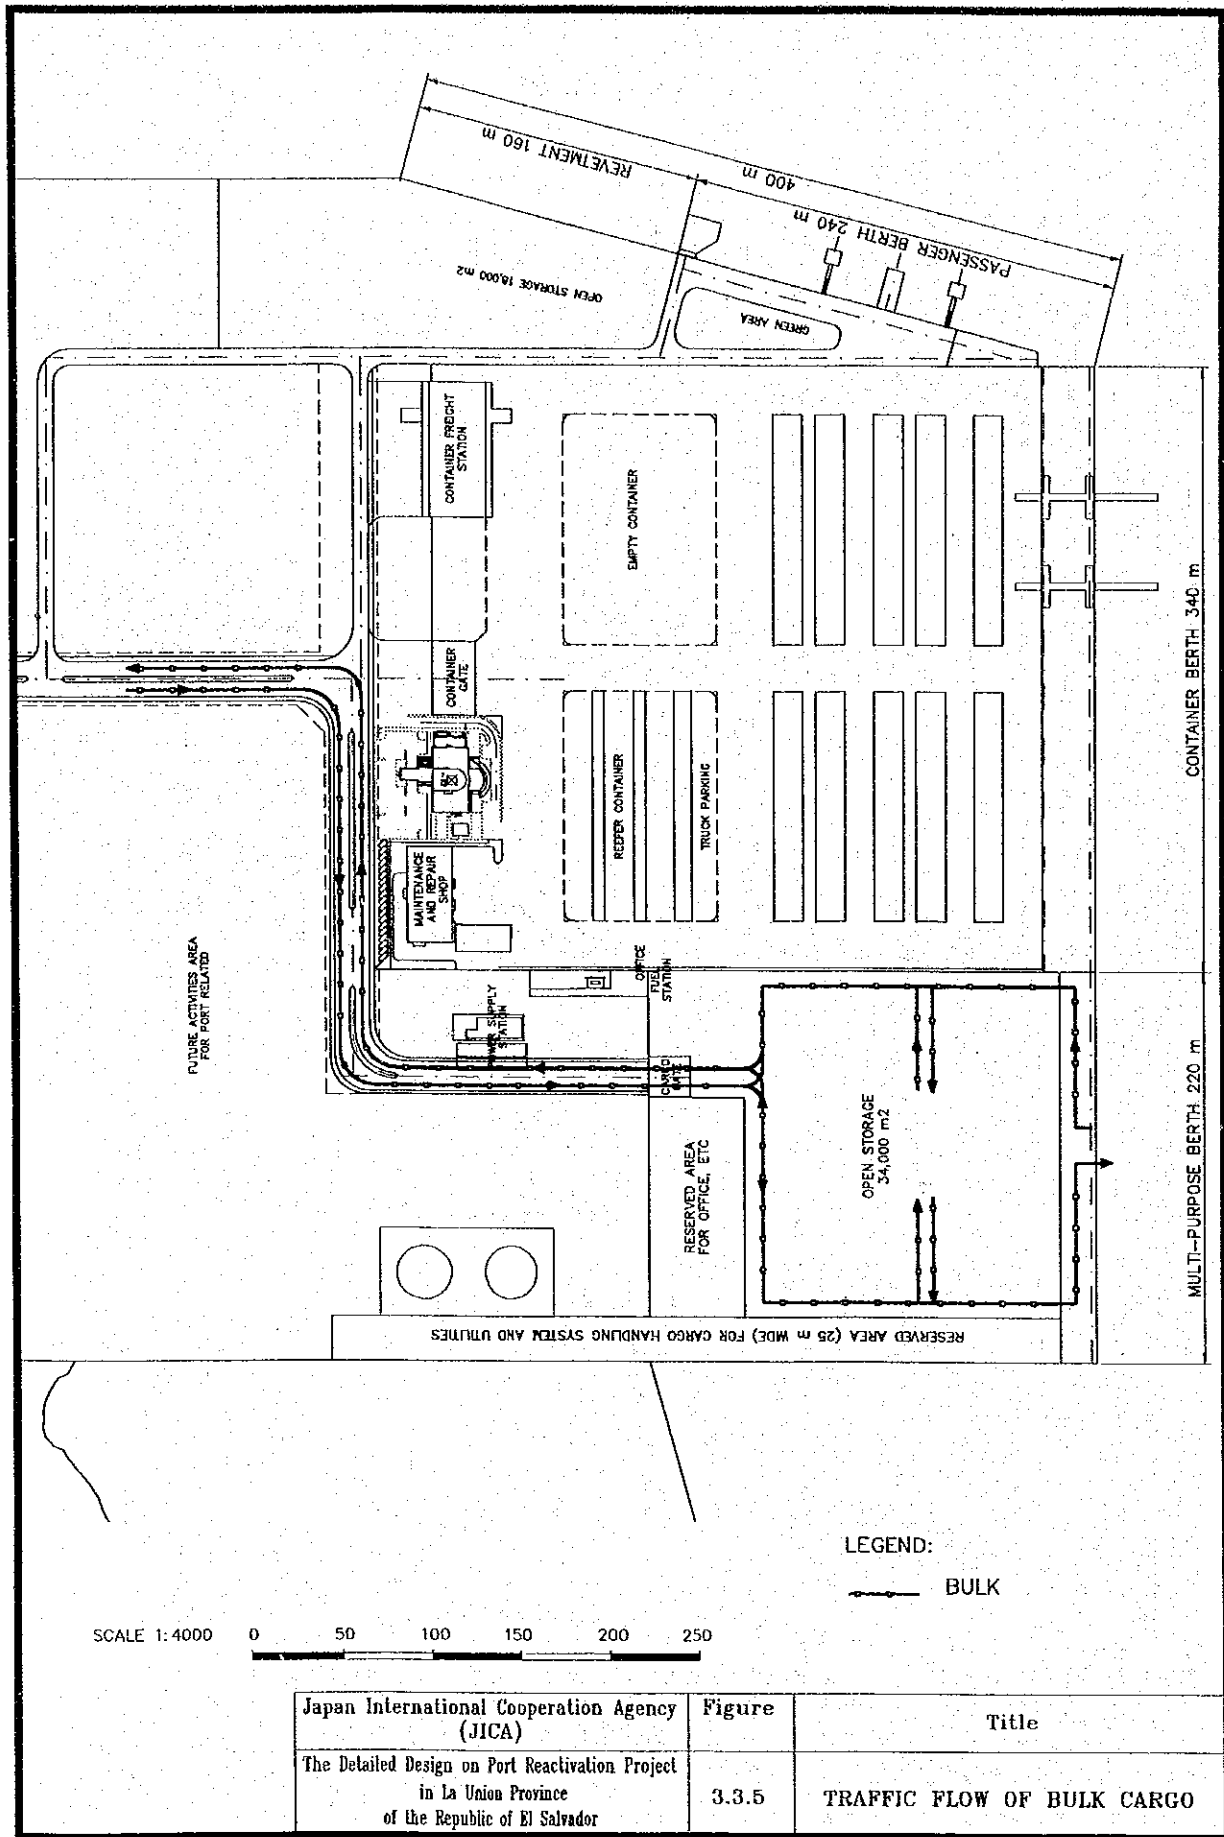 400 m
REVETMENT 160 m
PASSENGER BERTH 240 m
OPEN STORAGE 18,000 m2
GREEN AREA
CONTAINER FREIGHT
STATION
EMPTY CONTAINER
CONTAINER BERTH 340 m
CONTAINER
GATE
REEFER CONTAINER
TRUCK PARKING
MAINTENANCE
AND REPAIR
SHOP
FUTURE ACTIVITIES AREA
FOR PORT RELATED
OFFICE
FUEL
STATION
POWER SUPPLY
STATION
CARGO
GATE
OPEN STORAGE
34,000 m2
RESERVED AREA
FOR OFFICE, ETC
MULTI-PURPOSE BERTH 220 m
RESERVED AREA (25 m WIDE) FOR CARGO HANDLING SYSTEM AND UTILITIES
LEGEND:
BULK
SCALE 1:4000 0 50 100 150 200 250
Japan International Cooperation Agency
(JICA)
Figure
Title
The Detailed Design on Port Reactivation Project
in La Union Province
of the Republic of El Salvador
3.3.5
TRAFFIC FLOW OF BULK CARGO